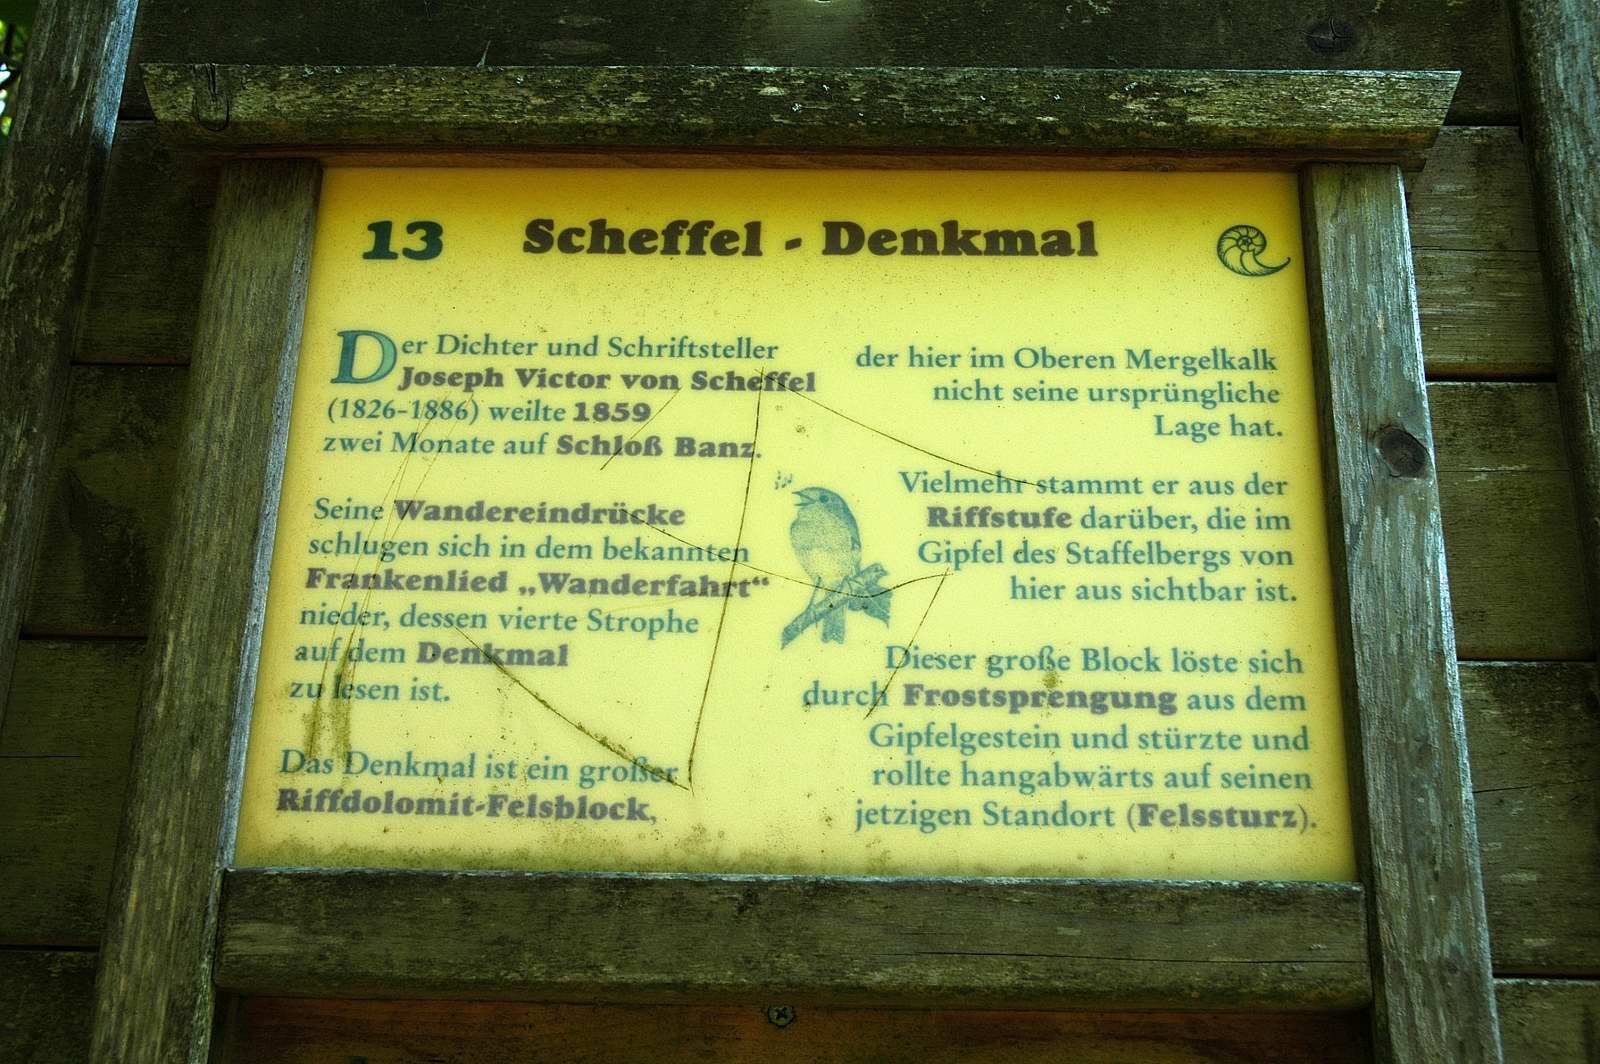 13 Scheffel - Denkmal
Der Dichter und Schriftsteller
Joseph Victor von Scheffel
(1826-1886) weilte 1859
zwei Monate auf Schloß Banz.
Seine Wandereindrücke
schlugen sich in dem bekannten
Frankenlied „Wanderfahrt“
nieder, dessen vierte Strophe
auf dem Denkmal
zu lesen ist.
Das Denkmal ist ein großer
Riffdolomit-Felsblock,
der hier im Oberen Mergelkalk
nicht seine ursprüngliche
Lage hat.
Vielmehr stammt er aus der
Riffstufe darüber, die im
Gipfel des Staffelbergs von
hier aus sichtbar ist.
Dieser große Block löste sich
durch Frostsprengung aus dem
Gipfelgestein und stürzte und
rollte hangabwärts auf seinen
jetzigen Standort (Felssturz).